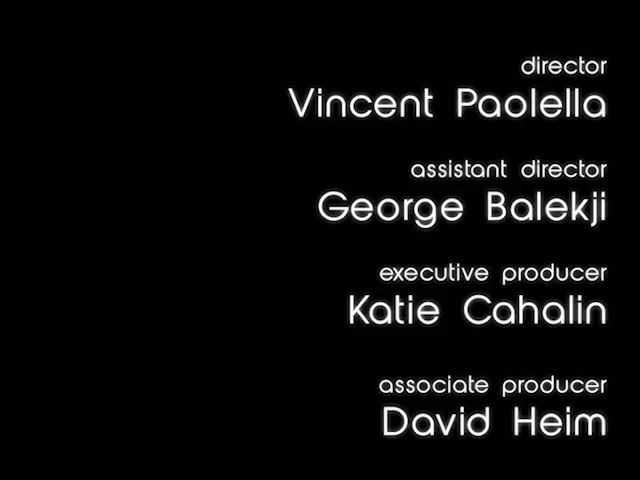 director
Vincent Paolella
assistant director
George Balekji
executive producer
Katie Cahalin
associate producer
David Heim